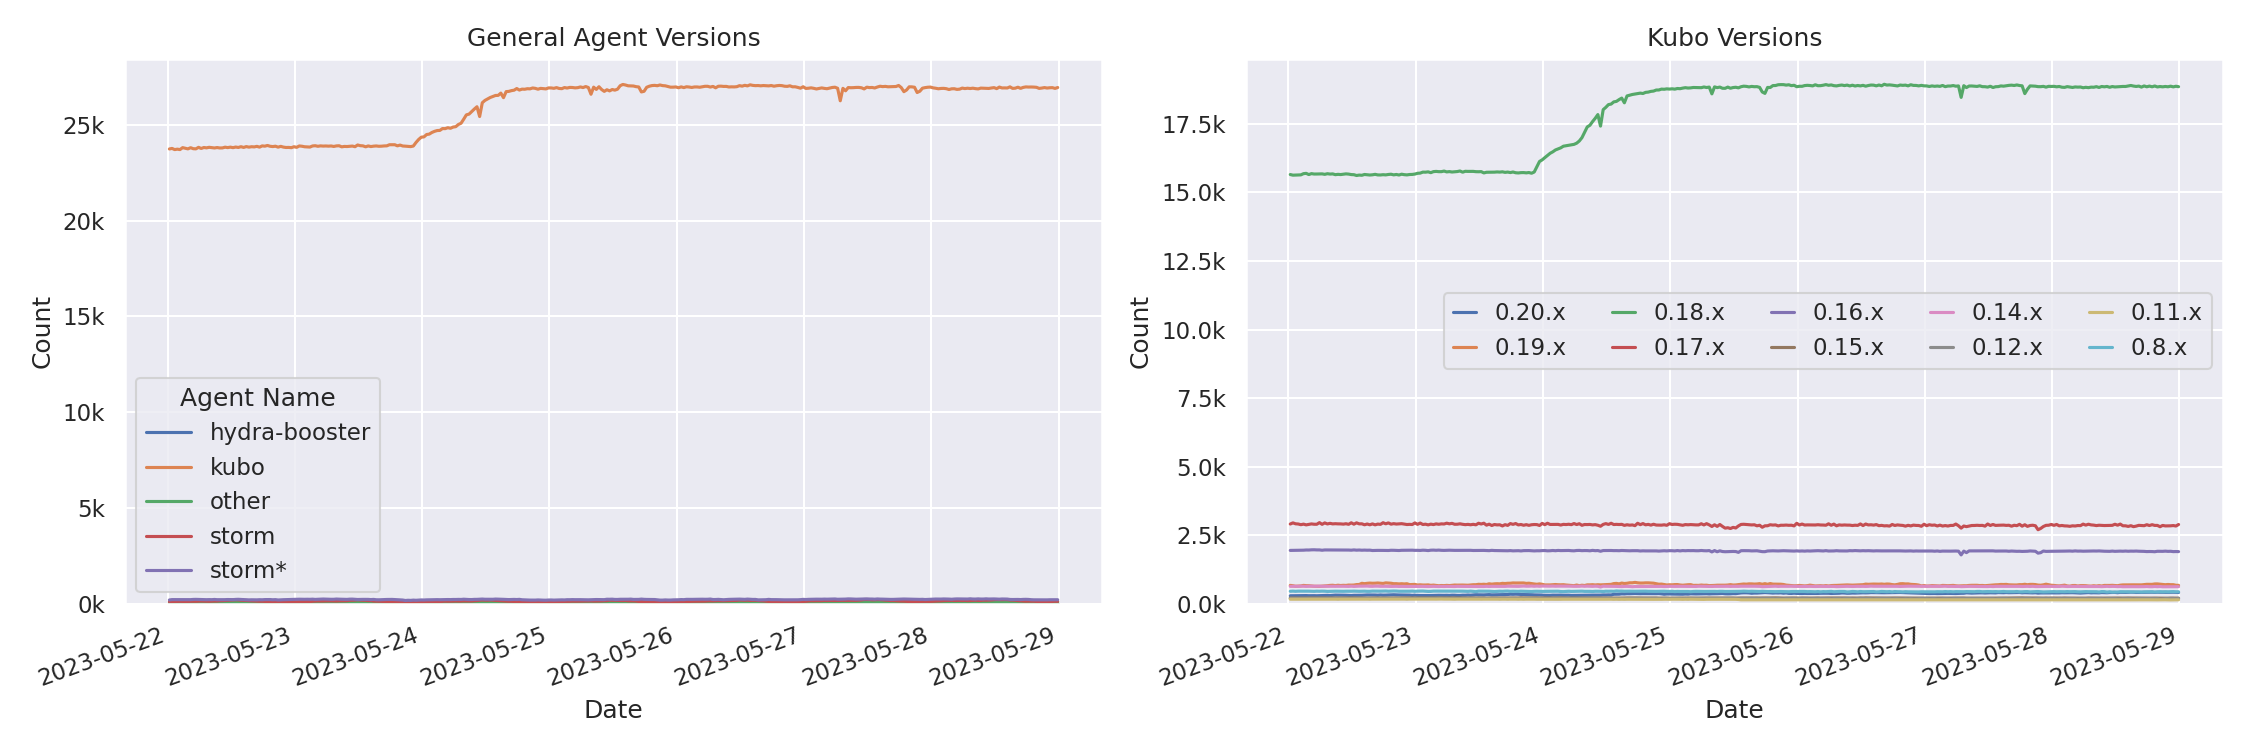 General Agent Versions
25k
20k
15k
10k
5k
0k
Count
Agent Name
hydra-booster
kubo
other
storm
storm*
2023-05-22
2023-05-23
2023-05-24
2023-05-25
2023-05-26
2023-05-27
2023-05-28
2023-05-29
Date
Kubo Versions
17.5k
15.0k
12.5k
10.0k
7.5k
5.0k
2.5k
0.0k
Count
0.20.x 0.18.x 0.16.x 0.14.x 0.11.x
0.19.x 0.17.x 0.15.x 0.12.x 0.8.x
2023-05-22
2023-05-23
2023-05-24
2023-05-25
2023-05-26
2023-05-27
2023-05-28
2023-05-29
Date